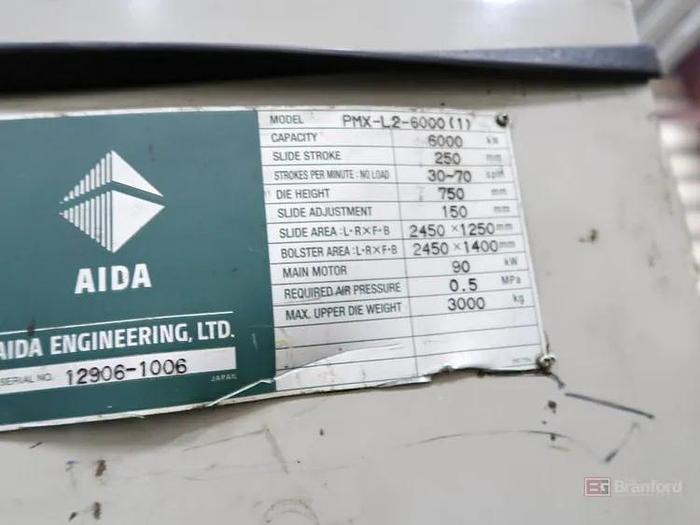 MODEL PMX-L2-6000(1)
CAPACITY 6000 kN
SLIDE STROKE 250 mm
STROKES PER MINUTE : NO LOAD 30~70 spm
DIE HEIGHT 750 mm
SLIDE ADJUSTMENT 150 mm
SLIDE AREA : L·R×F·B 2450 ×1250 mm
BOLSTER AREA : L·R×F·B 2450 ×1400 mm
MAIN MOTOR 90 kW
REQUIRED AIR PRESSURE 0.5 MPa
MAX. UPPER DIE WEIGHT 3000 kg
AIDA
AIDA ENGINEERING, LTD.
SERIAL NO. 12906-1006 JAPAN
BG Branford